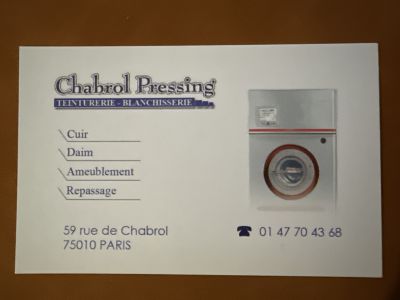 Chabrol Pressing
TEINTURERIE - BLANCHISSERIE
Cuir
Daim
Ameublement
Repassage
59 rue de Chabrol
75010 PARIS
☎ 01 47 70 43 68